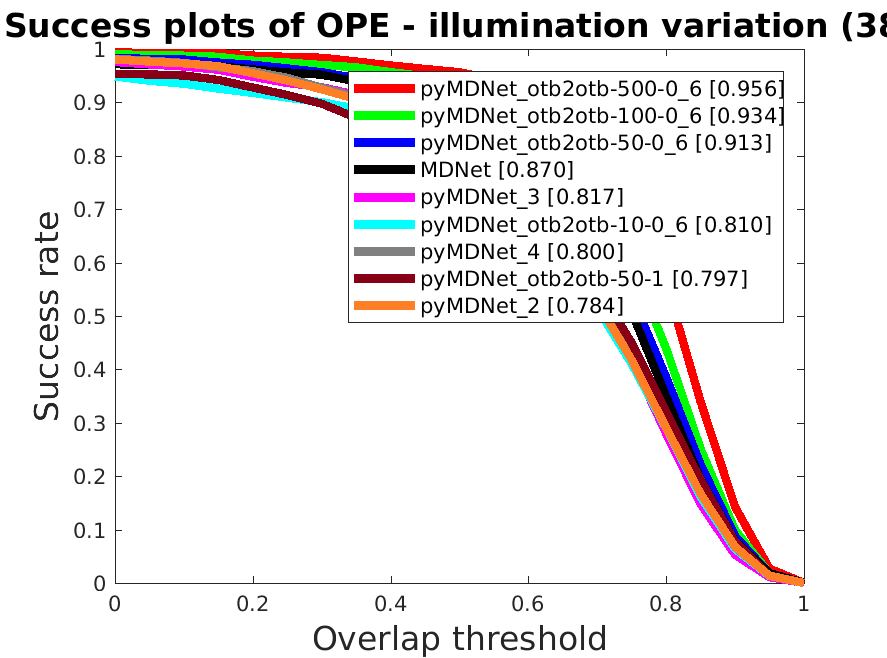 Success plots of OPE - illumination variation (38
1
0.9
0.8
0.7
0.6
0.5
0.4
0.3
0.2
0.1
0
Success rate
pyMDNet_otb2otb-500-0_6 [0.956]
pyMDNet_otb2otb-100-0_6 [0.934]
pyMDNet_otb2otb-50-0_6 [0.913]
MDNet [0.870]
pyMDNet_3 [0.817]
pyMDNet_otb2otb-10-0_6 [0.810]
pyMDNet_4 [0.800]
pyMDNet_otb2otb-50-1 [0.797]
pyMDNet_2 [0.784]
0 0.2 0.4 0.6 0.8 1
Overlap threshold